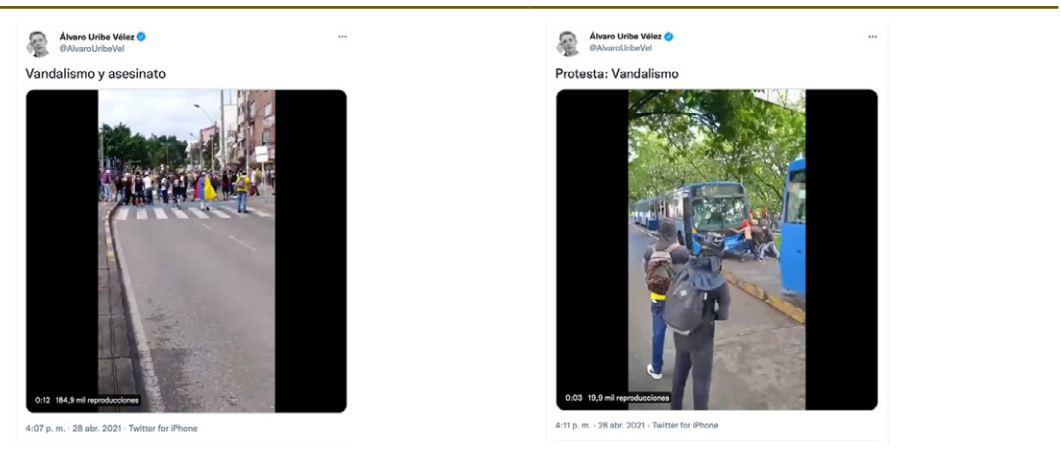 Álvaro Uribe Vélez
@AlvaroUribeVel
Vandalismo y asesinato
0:12 184,9 mil reproducciones
4:07 p. m. · 28 abr. 2021 · Twitter for iPhone
Álvaro Uribe Vélez
@AlvaroUribeVel
Protesta: Vandalismo
0:03 19,9 mil reproducciones
4:11 p. m. · 28 abr. 2021 · Twitter for iPhone